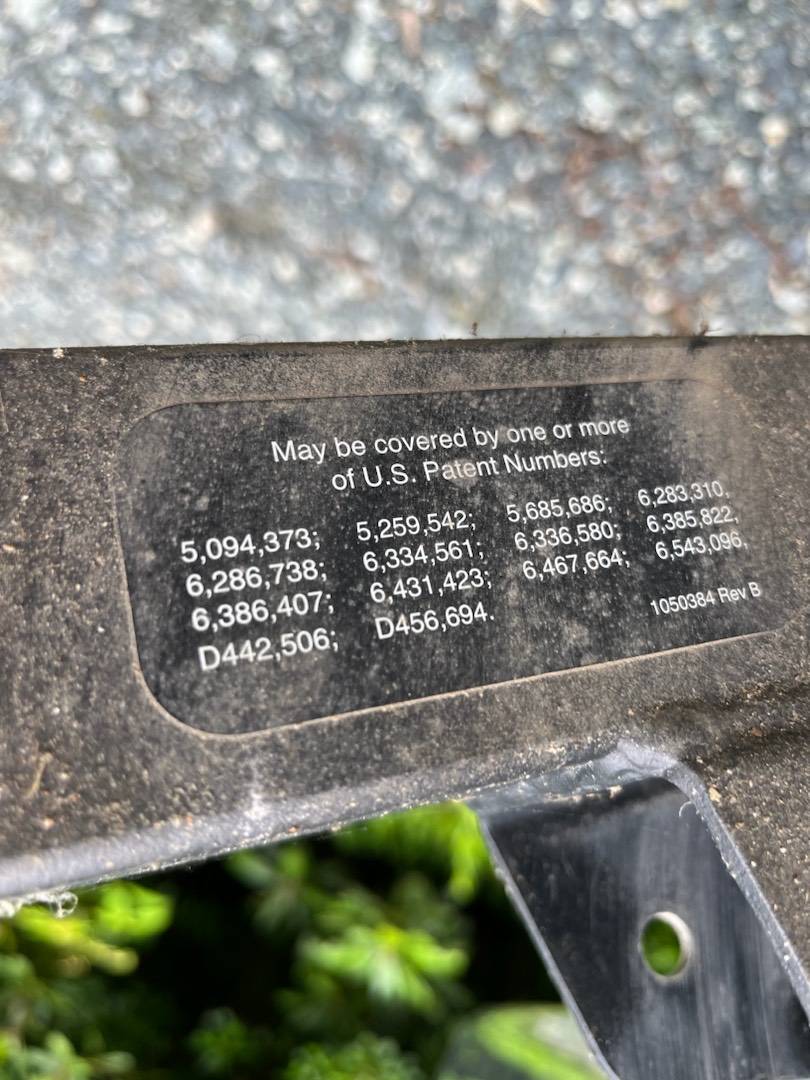 May be covered by one or more
of U.S. Patent Numbers:
5,094,373; 5,259,542; 5,685,686; 6,283,310,
6,286,738; 6,334,561; 6,336,580; 6,385,822,
6,386,407; 6,431,423; 6,467,664; 6,543,096,
D442,506; D456,694.
1050384 Rev B